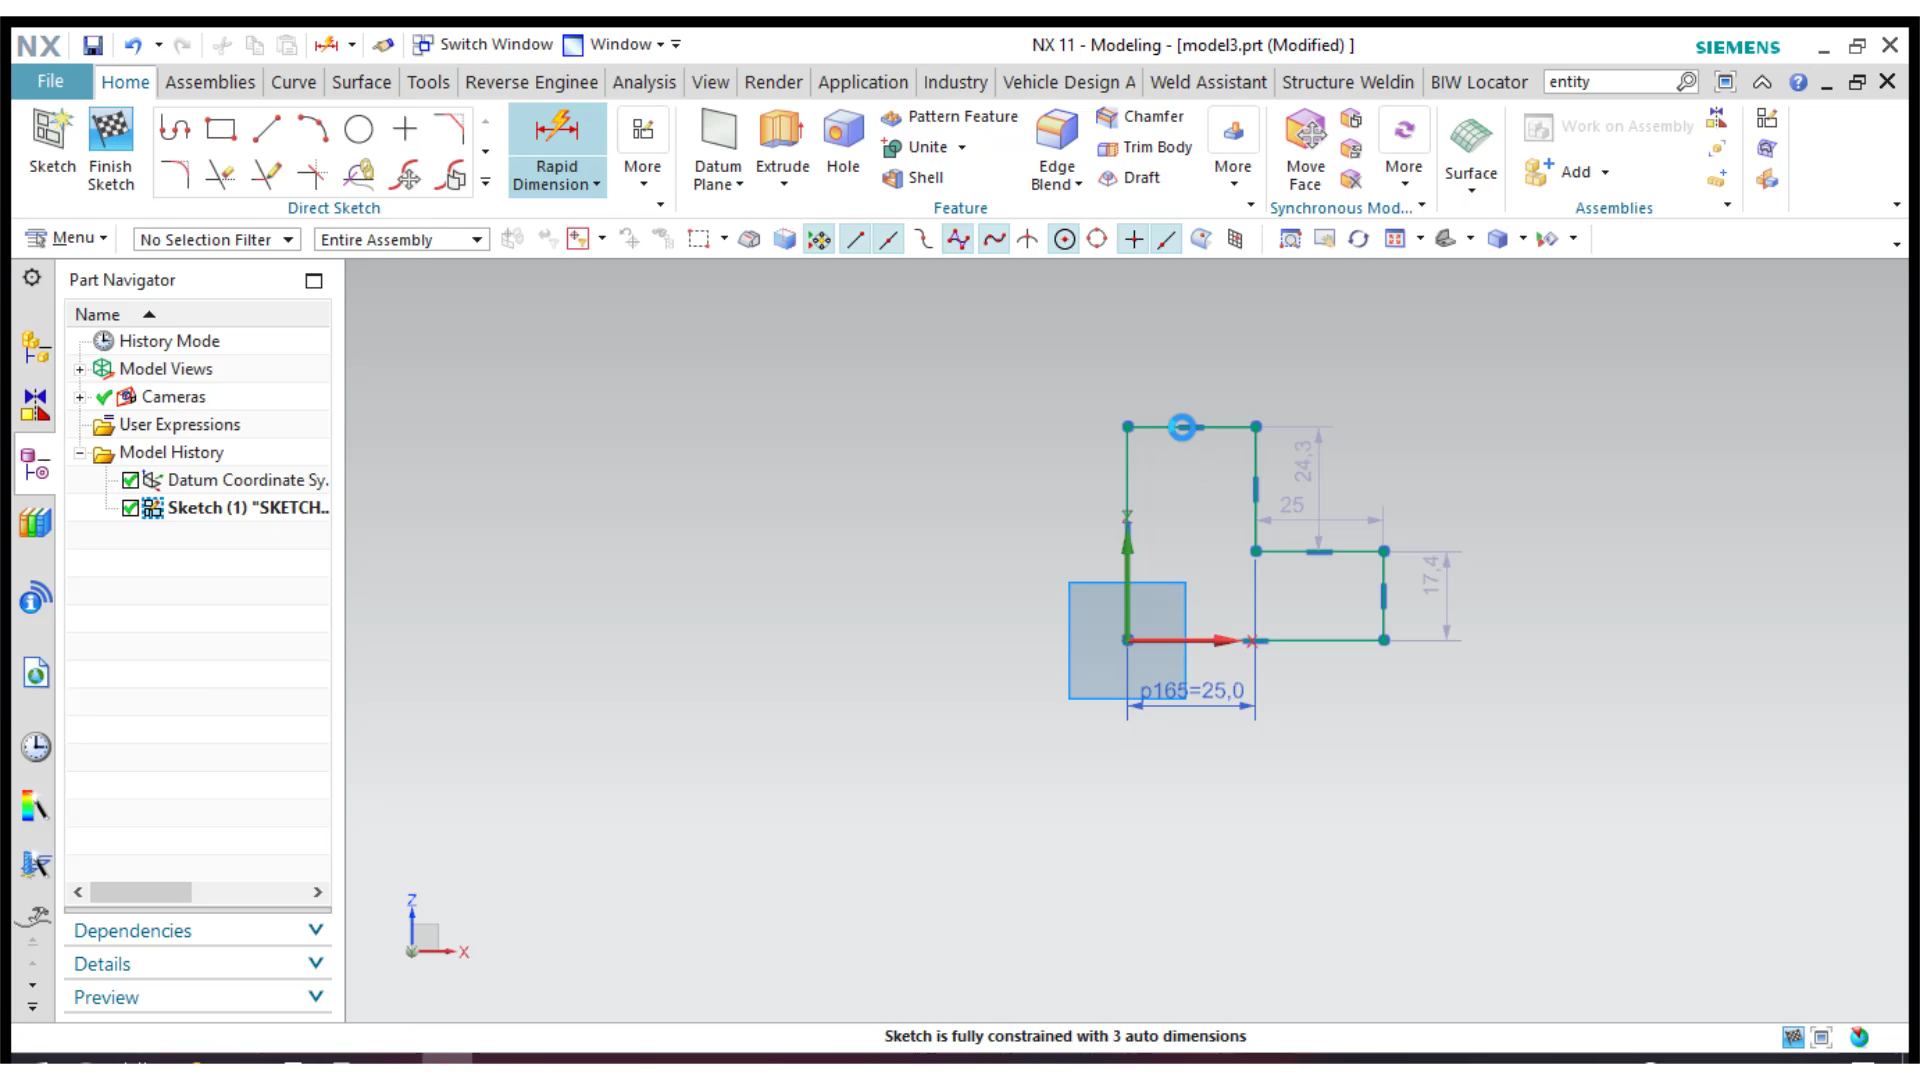 NX Switch Window Window NX 11 - Modeling - [model3.prt (Modified) ] SIEMENS
File Home Assemblies Curve Surface Tools Reverse Enginee Analysis View Render Application Industry Vehicle Design A Weld Assistant Structure Weldin BIW Locator entity
Sketch
Finish
Sketch
Rapid
Dimension
More
Datum
Plane
Extrude
Hole
Pattern Feature
Unite
Shell
Edge
Blend
Chamfer
Trim Body
Draft
More
Move
Face
More
Surface
Work on Assembly
Add
Direct Sketch Feature Synchronous Mod... Assemblies
Menu No Selection Filter Entire Assembly
Part Navigator
Name
History Mode
Model Views
Cameras
User Expressions
Model History
Datum Coordinate Sy.
Sketch (1) "SKETCH..
Dependencies
Details
Preview
24,3
25
17,4
Z
X
p165=25,0
Z
X
Sketch is fully constrained with 3 auto dimensions